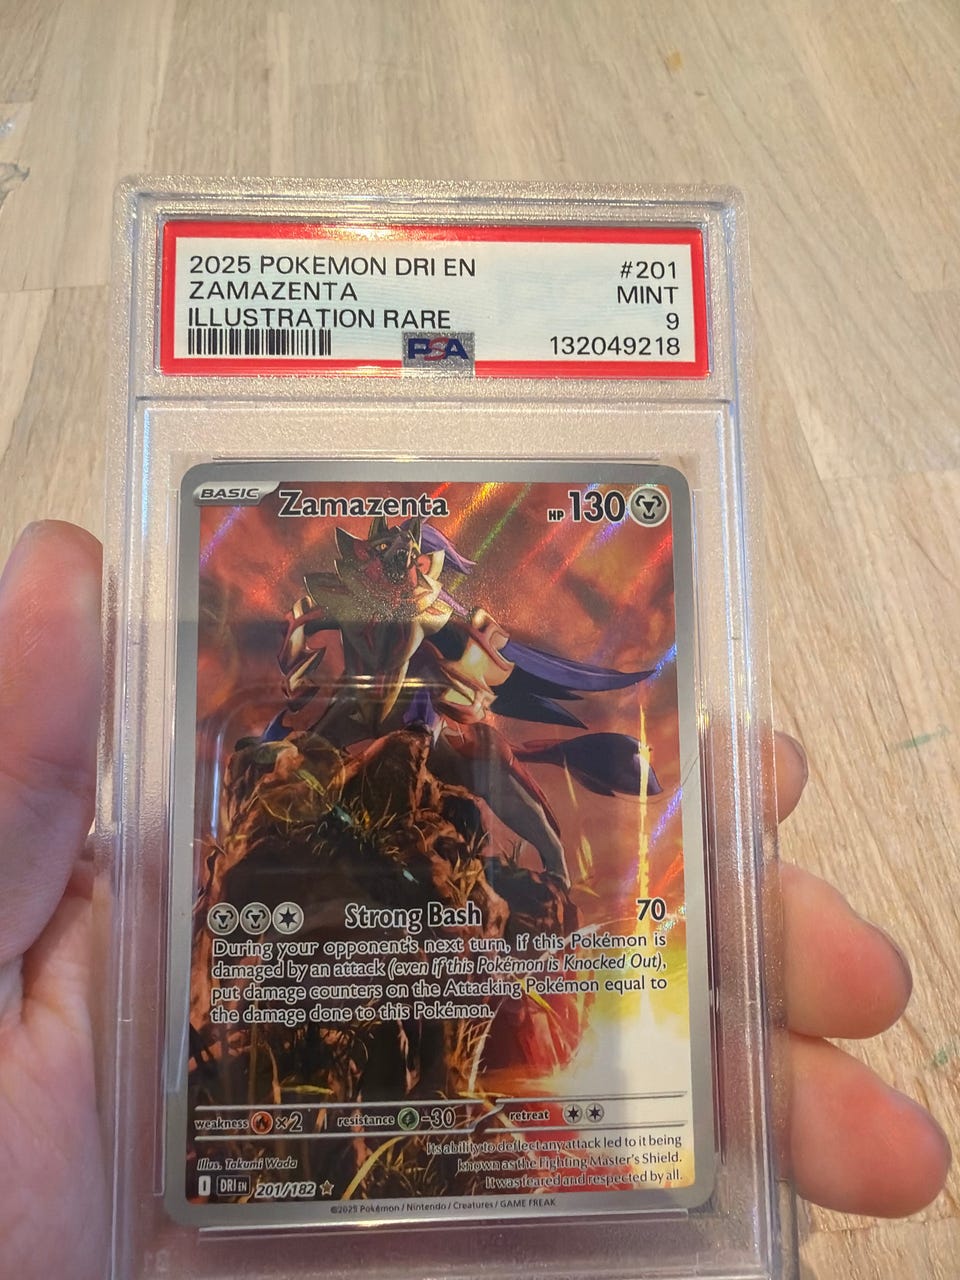 2025 POKEMON DRI EN #201
ZAMAZENTA MINT
ILLUSTRATION RARE 9
PSA 132049218
BASIC Zamazenta HP 130
Strong Bash 70
During your opponent's next turn, if this Pokémon is
damaged by an attack (even if this Pokémon is Knocked Out),
put damage counters on the Attacking Pokémon equal to
the damage done to this Pokémon.
weakness ×2 resistance -30 retreat
Its ability to deflect any attack led to it being
known as the Fighting Master's Shield.
It was feared and respected by all.
Illus. Takumi Wada
I DRI EN 201/182
©2025 Pokémon / Nintendo / Creatures / GAME FREAK